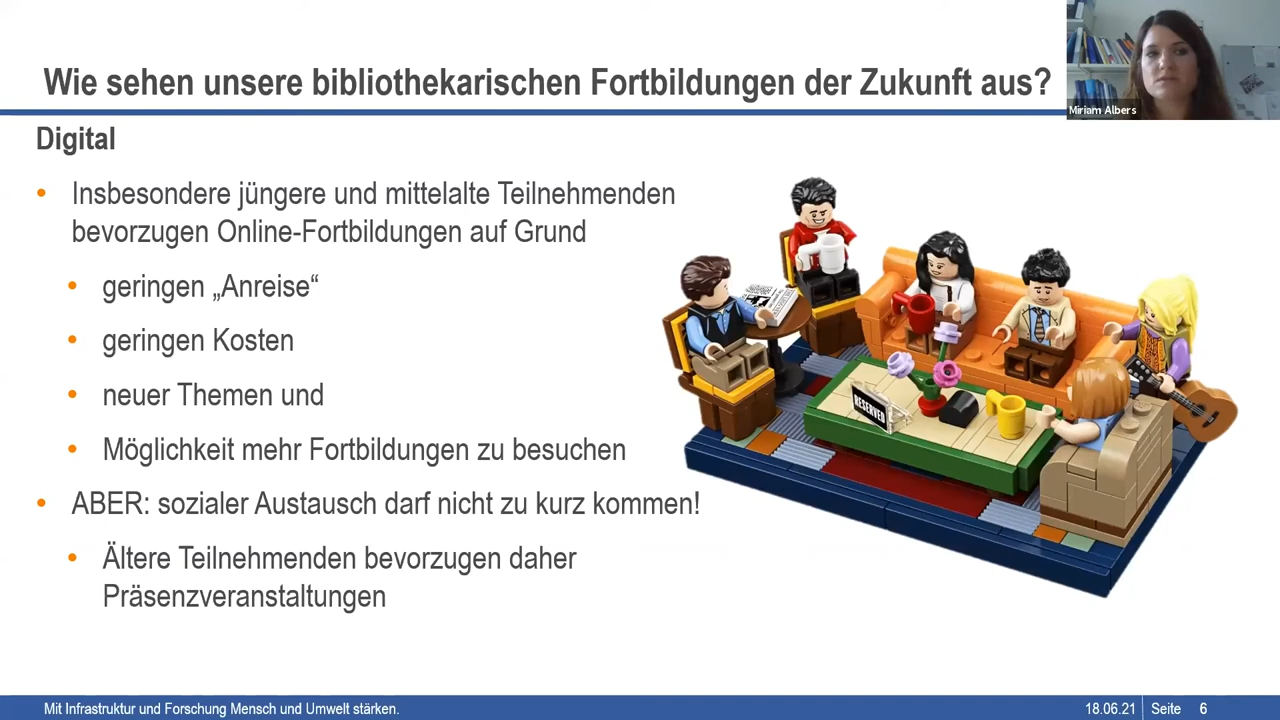 Wie sehen unsere bibliothekarischen Fortbildungen der Zukunft aus?
Miriam Albers
Digital
• Insbesondere jüngere und mittelalte Teilnehmenden
bevorzugen Online-Fortbildungen auf Grund
• geringen „Anreise“
• geringen Kosten
• neuer Themen und
• Möglichkeit mehr Fortbildungen zu besuchen
• ABER: sozialer Austausch darf nicht zu kurz kommen!
• Ältere Teilnehmenden bevorzugen daher
Präsenzveranstaltungen
RESERVED
Mit Infrastruktur und Forschung Mensch und Umwelt stärken.
18.06.21 Seite 6